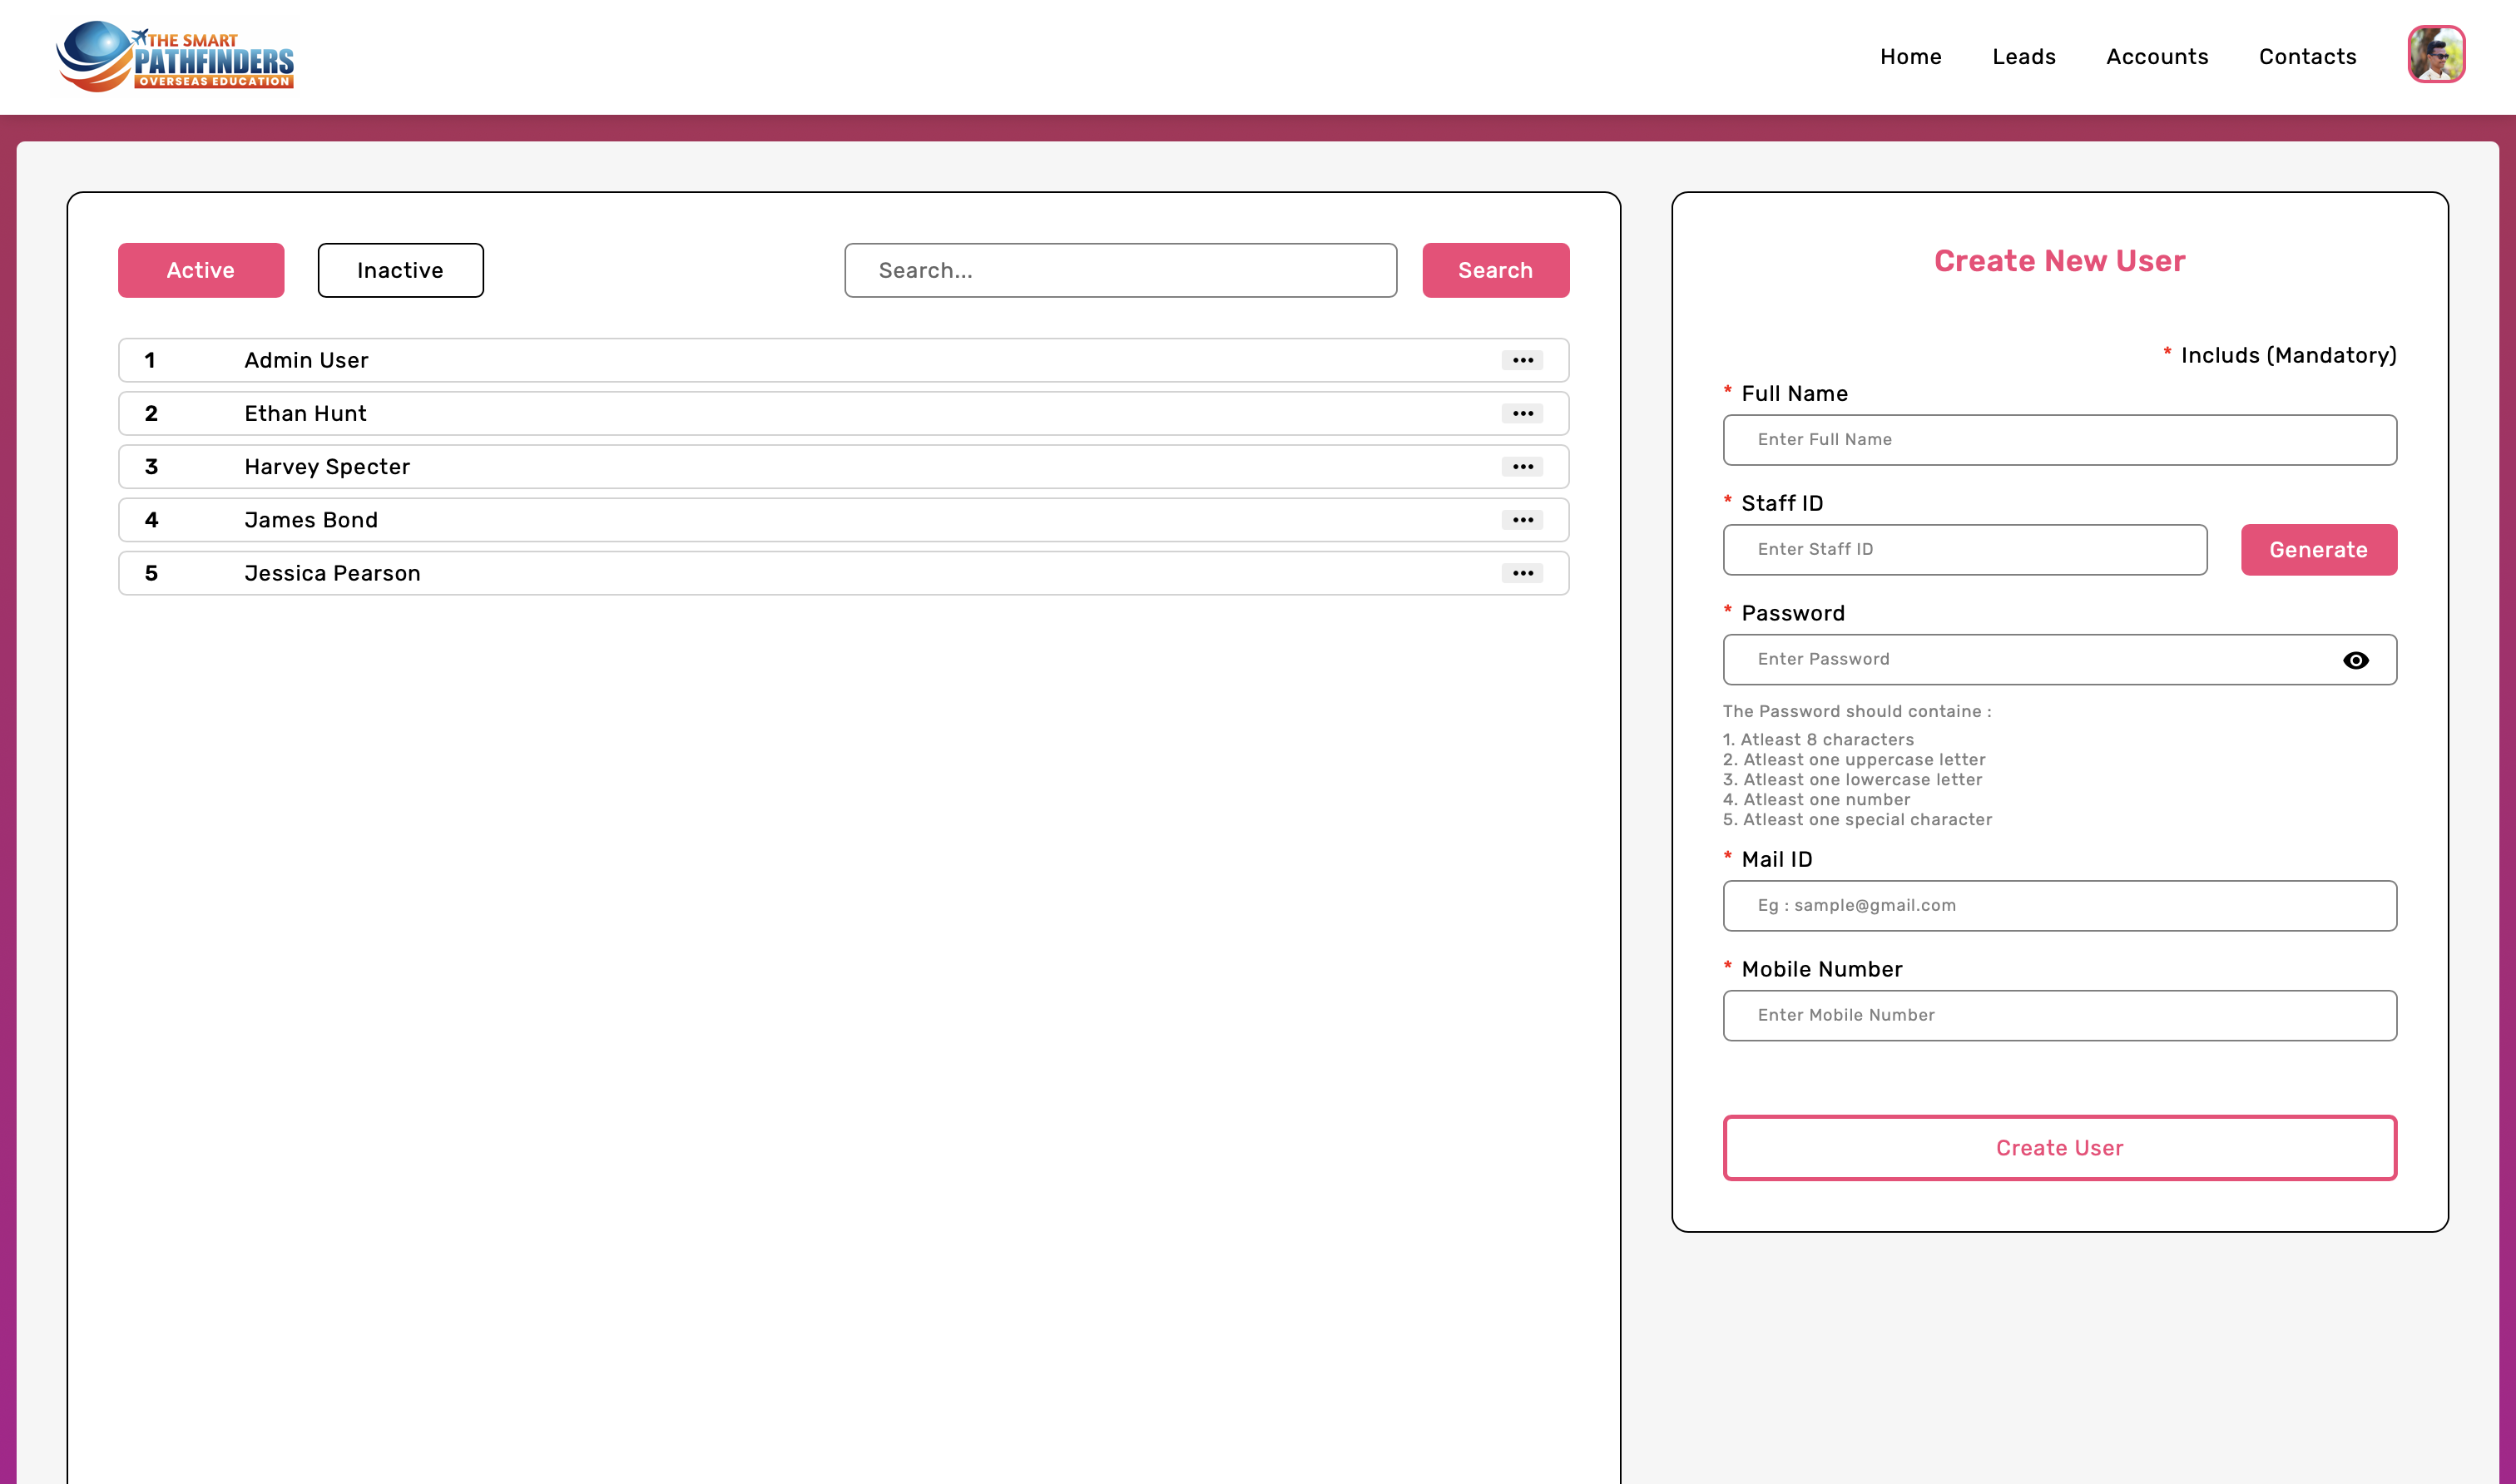 THE SMART
PATHFINDERS
OVERSEAS EDUCATION
Home Leads Accounts Contacts
Active Inactive Search... Search
1 Admin User •••
2 Ethan Hunt •••
3 Harvey Specter •••
4 James Bond •••
5 Jessica Pearson •••
Create New User
* Includs (Mandatory)
* Full Name
Enter Full Name
* Staff ID
Enter Staff ID Generate
* Password
Enter Password
The Password should containe :
1. Atleast 8 characters
2. Atleast one uppercase letter
3. Atleast one lowercase letter
4. Atleast one number
5. Atleast one special character
* Mail ID
Eg : sample@gmail.com
* Mobile Number
Enter Mobile Number
Create User